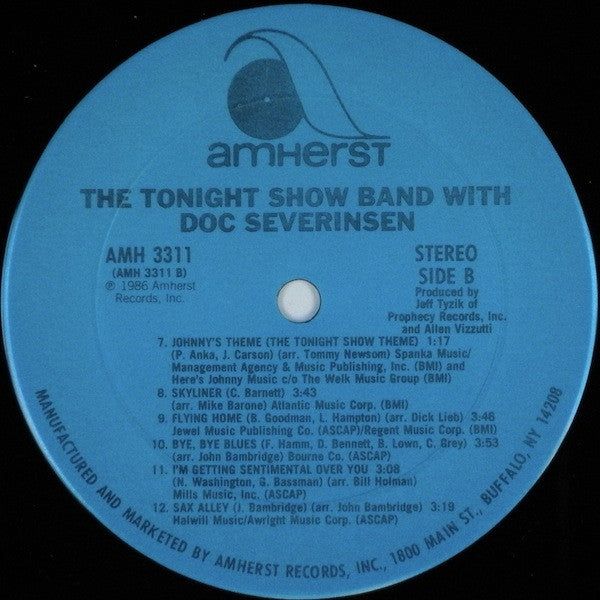 amherst
THE TONIGHT SHOW BAND WITH
DOC SEVERINSEN
AMH 3311
(AMH 3311 B)
℗ 1986 Amherst
Records, Inc.
STEREO
SIDE B
Produced by
Jeff Tyzik of
Prophecy Records, Inc.
and Allen Vizzutti
7. JOHNNY'S THEME (THE TONIGHT SHOW THEME) 1:17
(P. Anka, J. Carson) (arr. Tommy Newsom) Spanka Music/
Management Agency & Music Publishing, Inc. (BMI) and
Here's Johnny Music c/o The Welk Music Group (BMI)
8. SKYLINER (C. Barnett) 3:43
(arr. Mike Barone) Atlantic Music Corp. (BMI)
9. FLYING HOME (B. Goodman, L. Hampton) (arr. Dick Lieb) 3:46
Jewel Music Publishing Co. (ASCAP)/Regent Music Corp. (BMI)
10. BYE, BYE BLUES (F. Hamm, D. Bennett, B. Lown, C. Grey) 3:53
(arr. John Bambridge) Bourne Co. (ASCAP)
11. I'M GETTING SENTIMENTAL OVER YOU 3:08
(N. Washington, G. Bassman) (arr. Bill Holman)
Mills Music, Inc. (ASCAP)
12. SAX ALLEY (J. Bambridge) (arr. John Bambridge) 3:19
Halwill Music/Awright Music Corp. (ASCAP)
MANUFACTURED AND MARKETED BY AMHERST RECORDS, INC., 1800 MAIN ST., BUFFALO, NY 14208